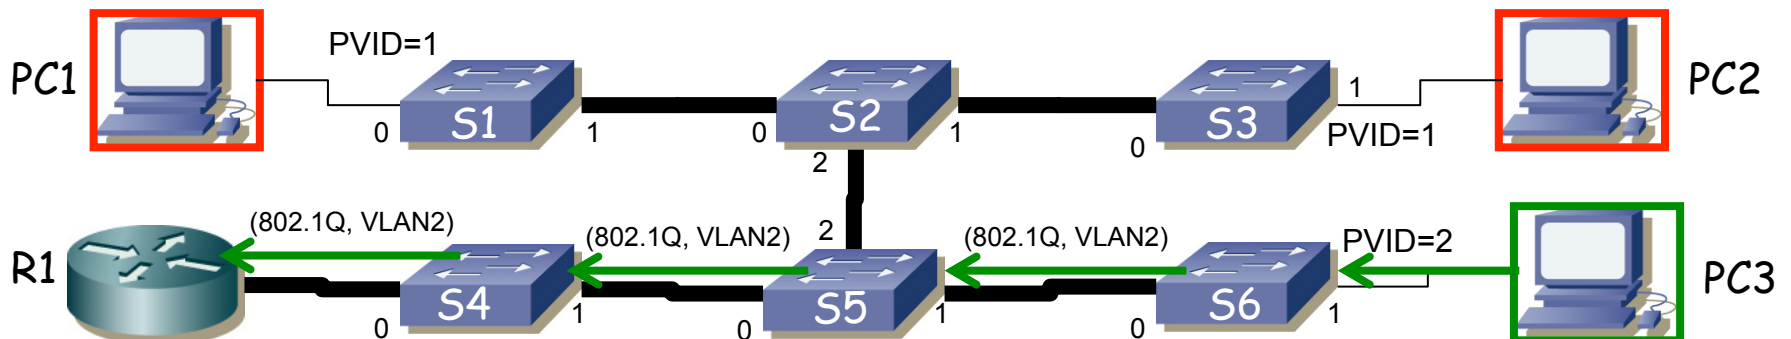 PC1
PVID=1
0
S1
1
0
S2
1
2
0
S3
1
PVID=1
PC2
R1
(802.1Q, VLAN2)
0
S4
1
(802.1Q, VLAN2)
2
0
S5
1
(802.1Q, VLAN2)
0
S6
1
PVID=2
PC3